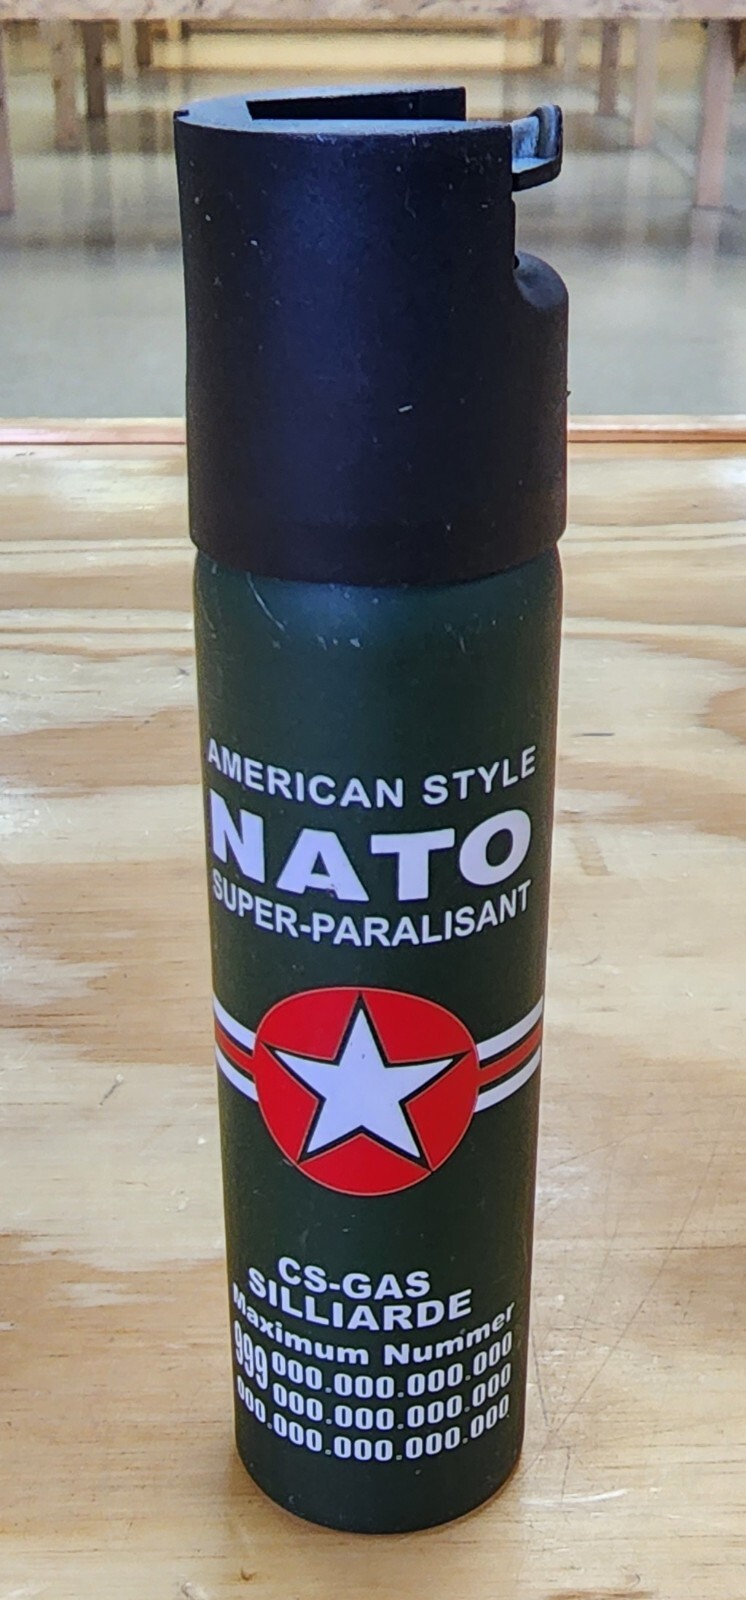 AMERICAN STYLE
NATO
SUPER-PARALISANT
CS-GAS
SILLIARDE
Maximum Nummer
999 000.000.000.000
000.000.000.000
000.000.000.000.000